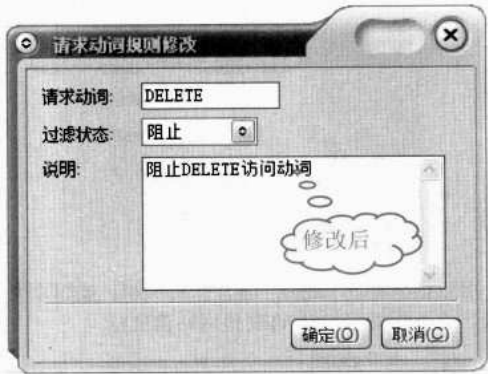 请求动词规则修改
请求动词: DELETE
过滤状态: 阻止
说明: 阻止DELETE访问动词
修改后
确定(O) 取消(C)